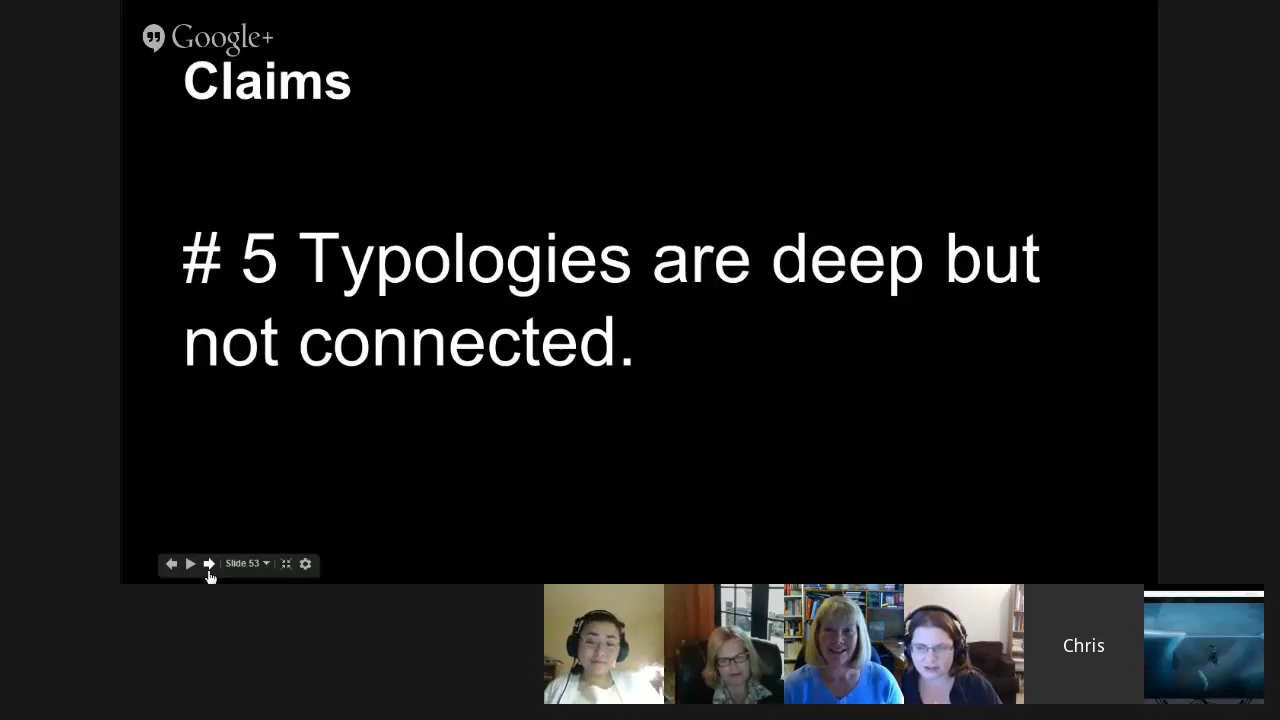 Google+
Claims
# 5 Typologies are deep but
not connected.
Slide 53
Chris